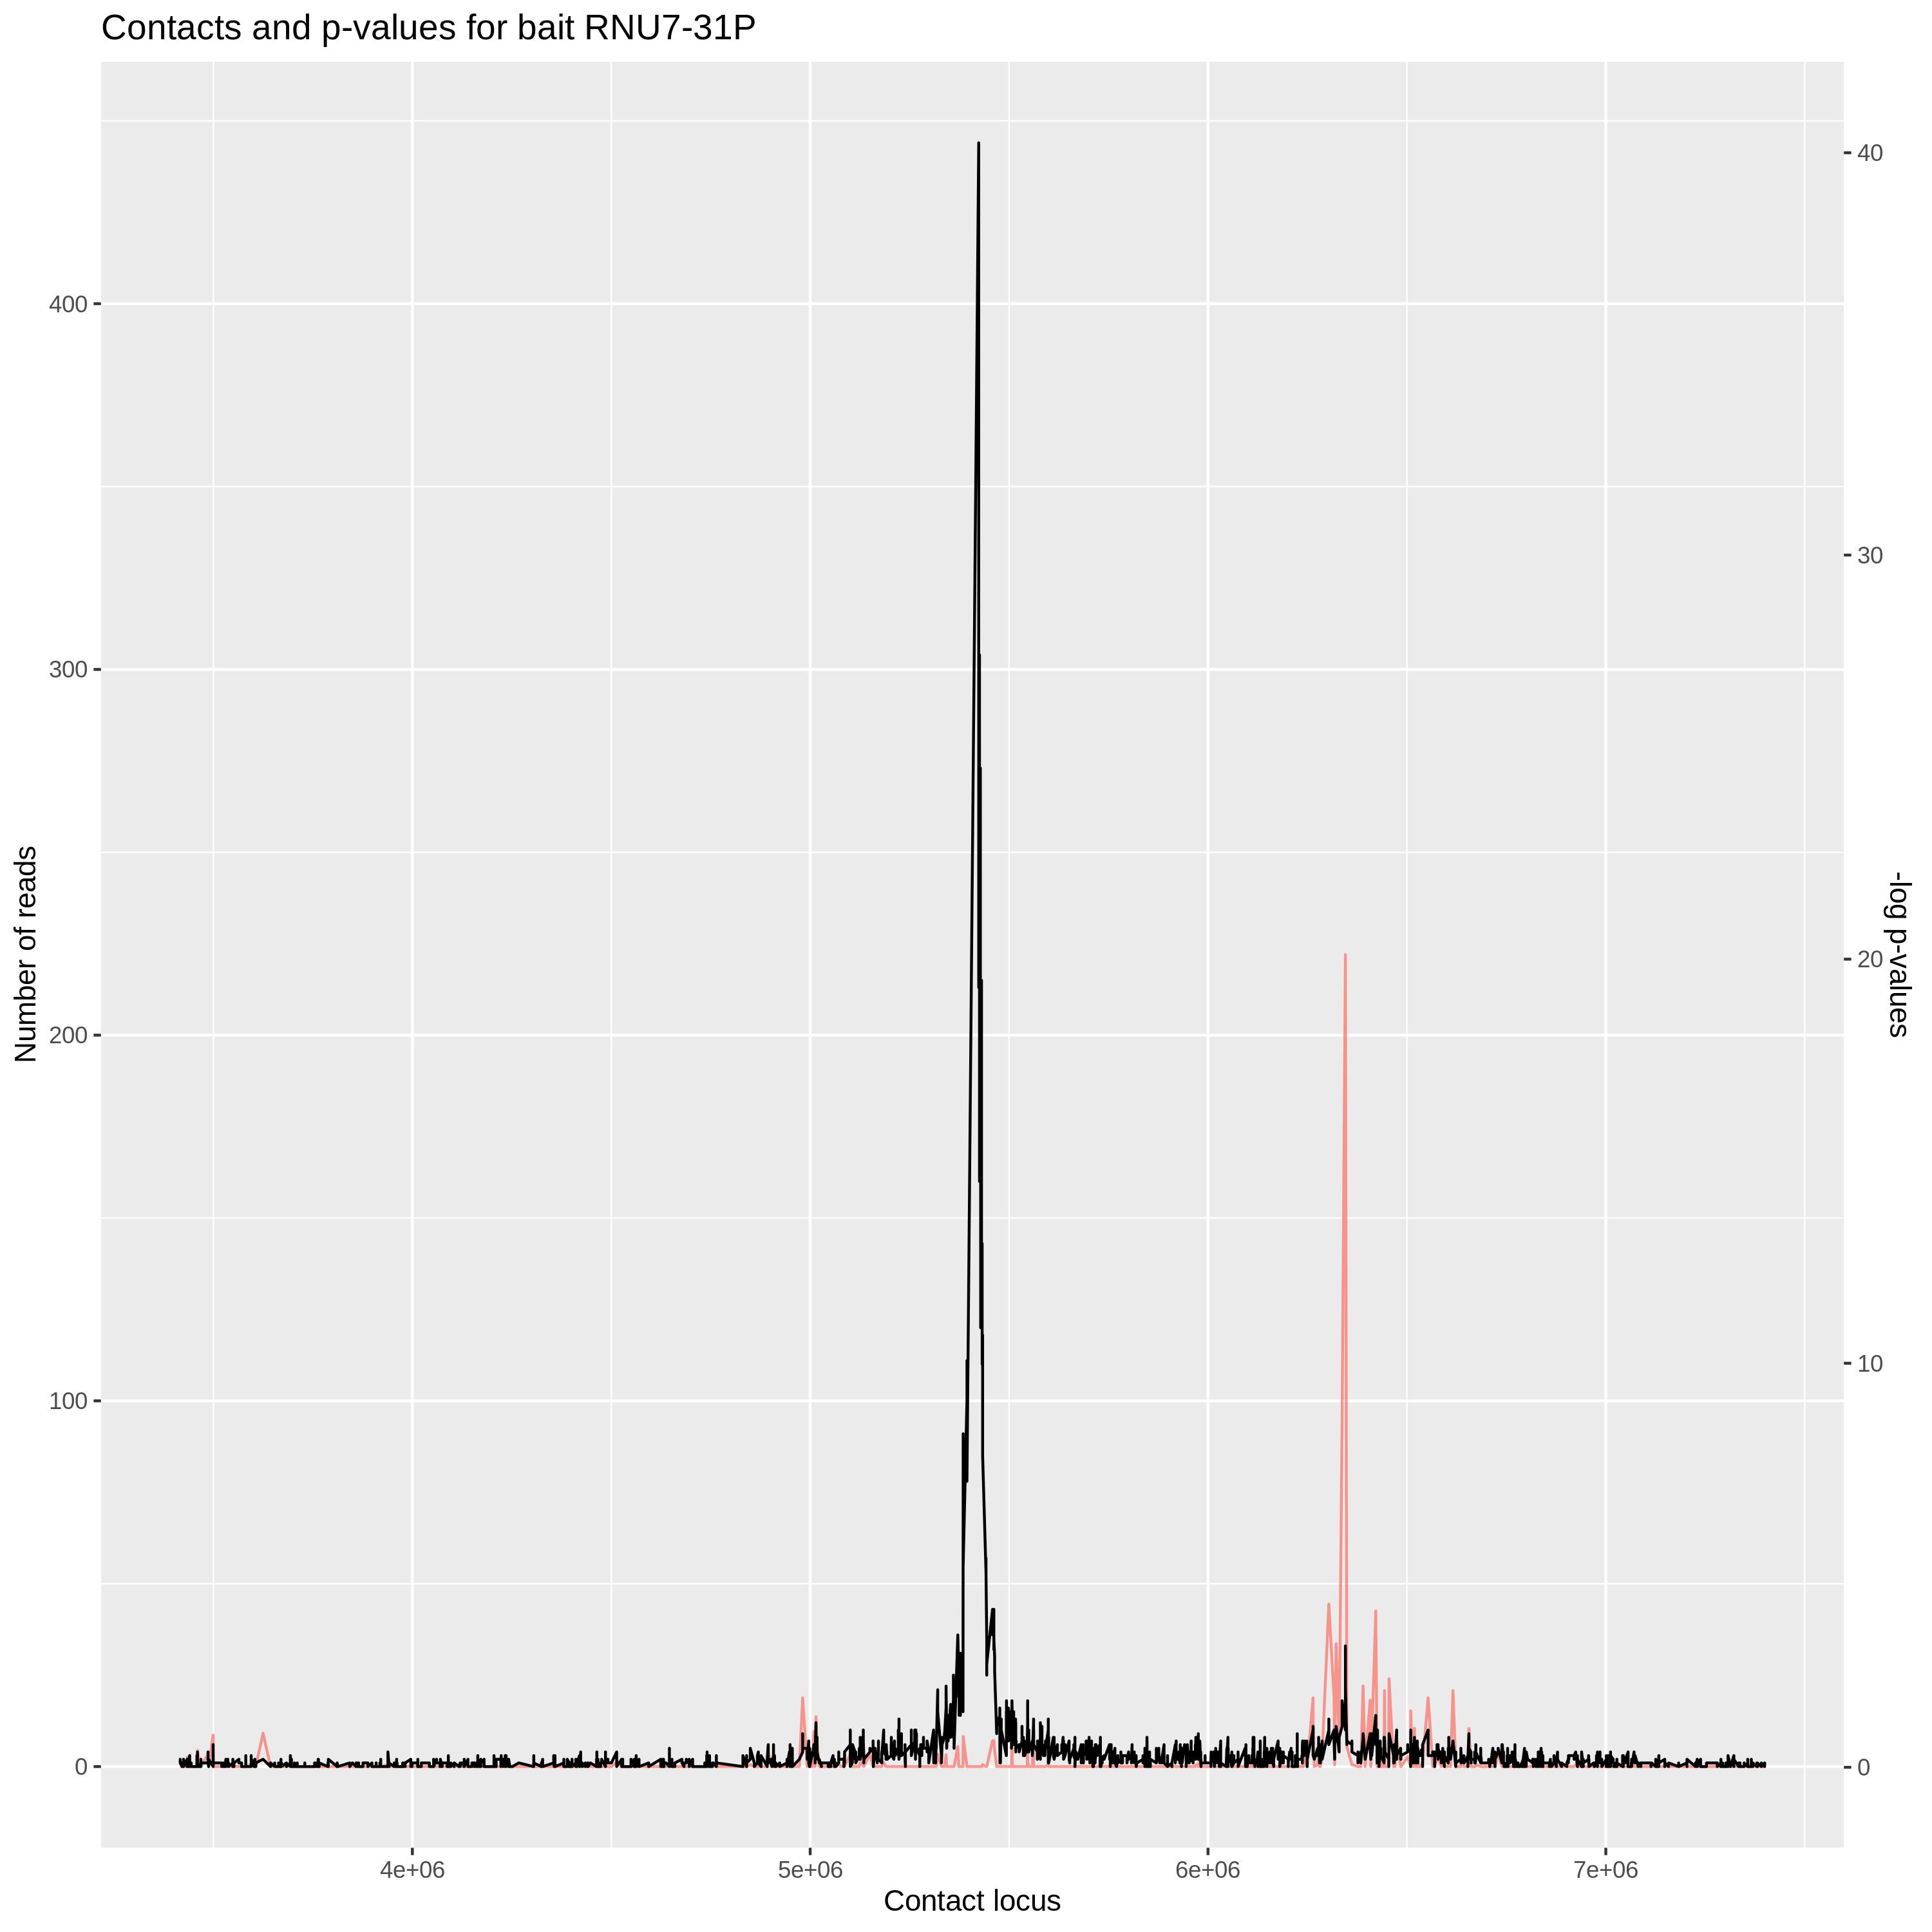 Contacts and p-values for bait RNU7-31P
Number of reads
400
300
200
100
0
40
30
20
10
0
-log p-values
4e+06 5e+06 6e+06 7e+06
Contact locus